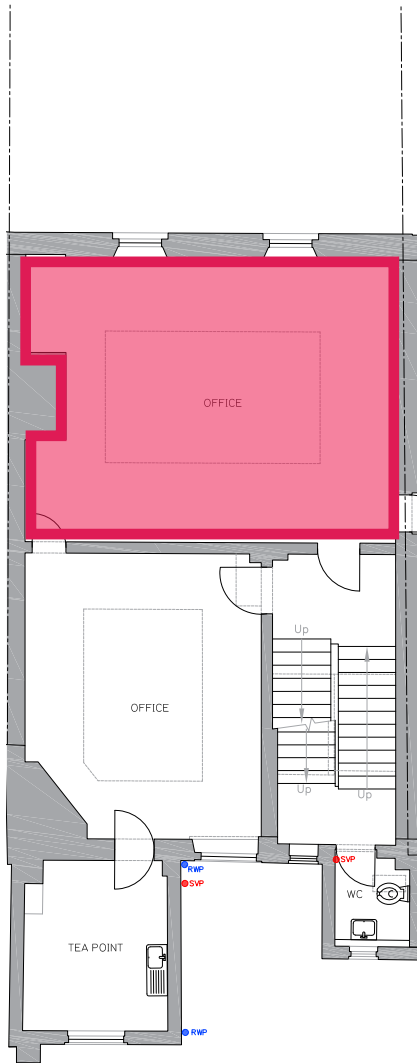 OFFICE
Up
OFFICE
Up
Up
SVP
RWP
SVP
WC
TEA POINT
RWP